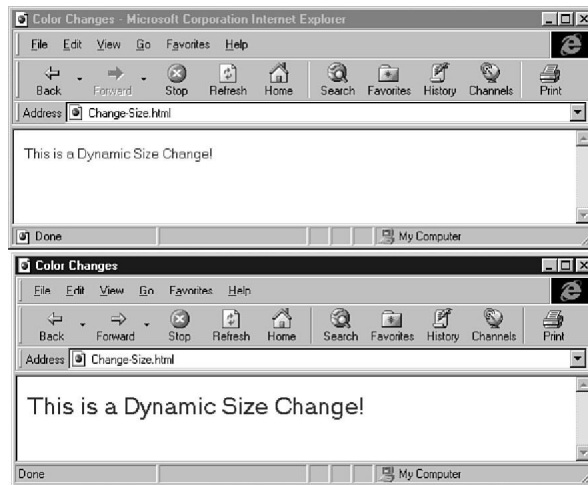 Color Changes - Microsoft Corporation Internet Explorer
File Edit View Go Favorites Help
Back Forward Stop Refresh Home Search Favorites History Channels Print
Address Change-Size.html
This is a Dynamic Size Change!
Done My Computer
Color Changes
File Edit View Go Favorites Help
Back Forward Stop Refresh Home Search Favorites History Channels Print
Address Change-Size.html
This is a Dynamic Size Change!
Done My Computer